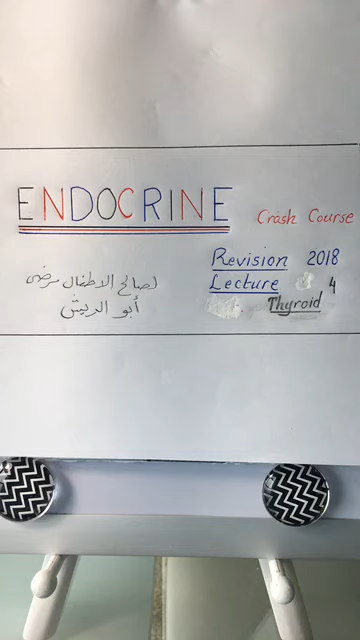 ENDOCRINE Crash Course
Revision 2018
Lecture 4
Thyroid
لصالح الاطفال مرضى
أبو الريش